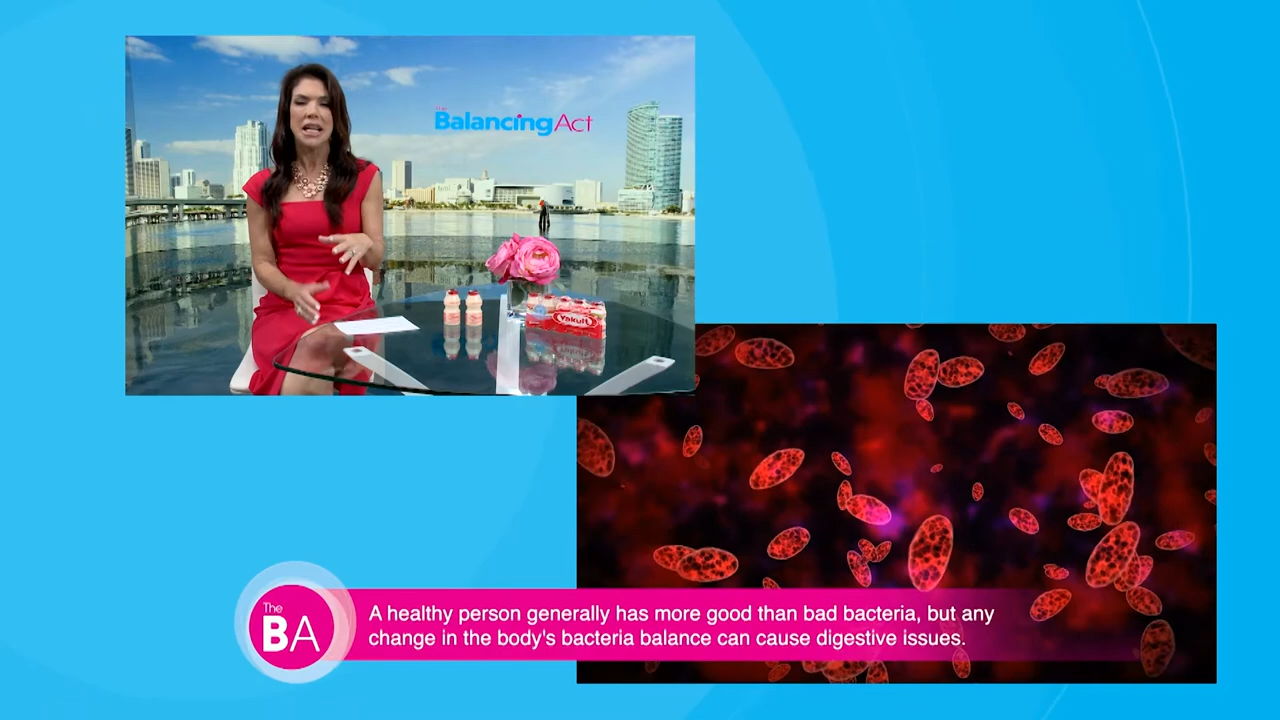 The
Balancing Act
Yakult
The
BA
A healthy person generally has more good than bad bacteria, but any
change in the body's bacteria balance can cause digestive issues.